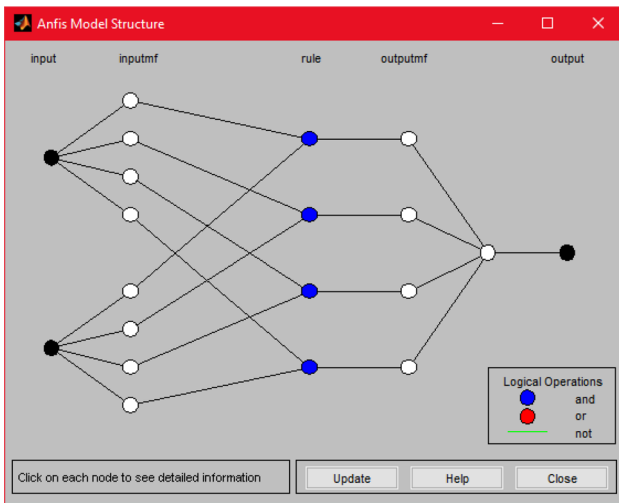 Anfis Model Structure
input inputmf rule outputmf output
Logical Operations
and
or
not
Click on each node to see detailed information
Update Help Close